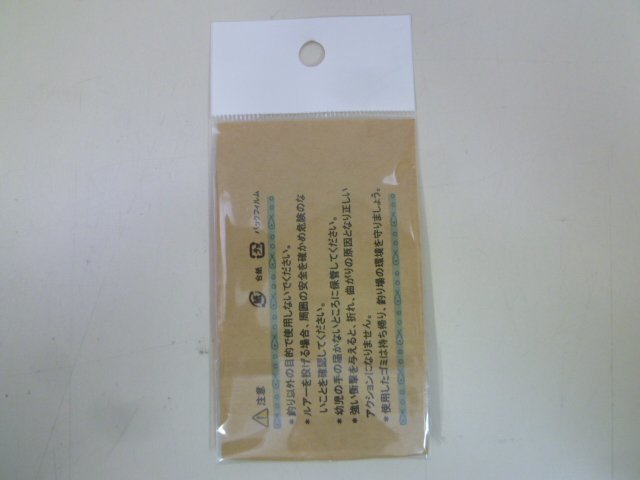 ⚠ 注意
紙 台紙 プラ パックフィルム
* 釣り以外の目的で使用しないでください。
* ルアーを投げる場合、周囲の安全を確かめ危険のな
いことを確認してください。
* 幼児の手の届かないところに保管してください。
* 強い衝撃を与えると、折れ、曲がりの原因となり正しい
アクションになりません。
* 使用したゴミは持ち帰り、釣り場の環境を守りましょう。